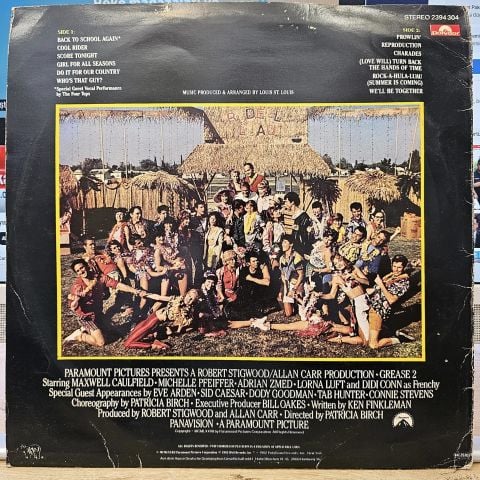 STEREO 2394 304
Polydor
SIDE 1:
BACK TO SCHOOL AGAIN*
COOL RIDER
SCORE TONIGHT
GIRL FOR ALL SEASONS
DO IT FOR OUR COUNTRY
WHO'S THAT GUY?
*Special Guest Vocal Performance
by The Four Tops
SIDE 2:
PROWLIN'
REPRODUCTION
CHARADES
(LOVE WILL) TURN BACK
THE HANDS OF TIME
ROCK-A-HULA-LUAU
(SUMMER IS COMING)
WE'LL BE TOGETHER
MUSIC PRODUCED & ARRANGED BY LOUIS ST. LOUIS
PARAMOUNT PICTURES PRESENTS A ROBERT STIGWOOD/ALLAN CARR PRODUCTION · GREASE 2
Starring MAXWELL CAULFIELD · MICHELLE PFEIFFER · ADRIAN ZMED · LORNA LUFT and DIDI CONN as Frenchy
Special Guest Appearances by EVE ARDEN · SID CAESAR · DODY GOODMAN · TAB HUNTER · CONNIE STEVENS
Choreography by PATRICIA BIRCH · Executive Producer BILL OAKES · Written by KEN FINKLEMAN
Produced by ROBERT STIGWOOD and ALLAN CARR · Directed by PATRICIA BIRCH
PANAVISION · A PARAMOUNT PICTURE